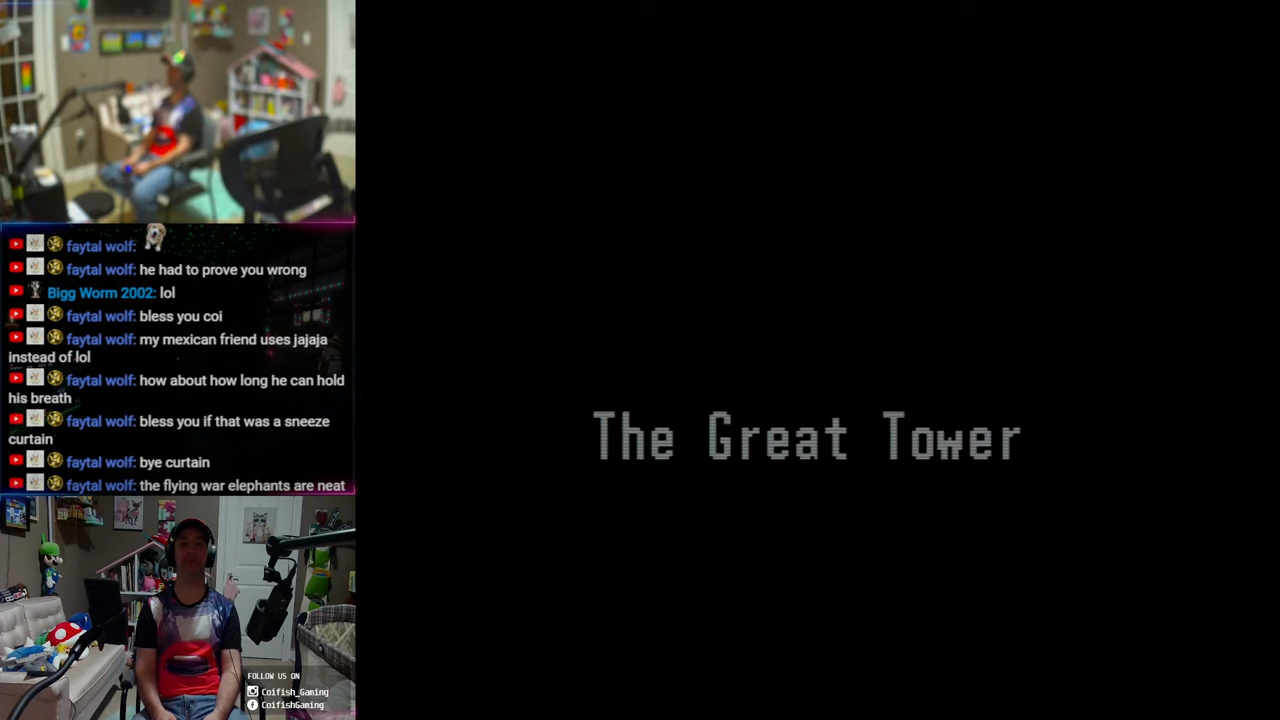 faytal wolf:
faytal wolf: he had to prove you wrong
Bigg Worm 2002: lol
faytal wolf: bless you coi
faytal wolf: my mexican friend uses jajaja
instead of lol
faytal wolf: how about how long he can hold
his breath
faytal wolf: bless you if that was a sneeze
curtain
faytal wolf: bye curtain
faytal wolf: the flying war elephants are neat
The Great Tower
FOLLOW US ON
Coifish_Gaming
CoifishGaming